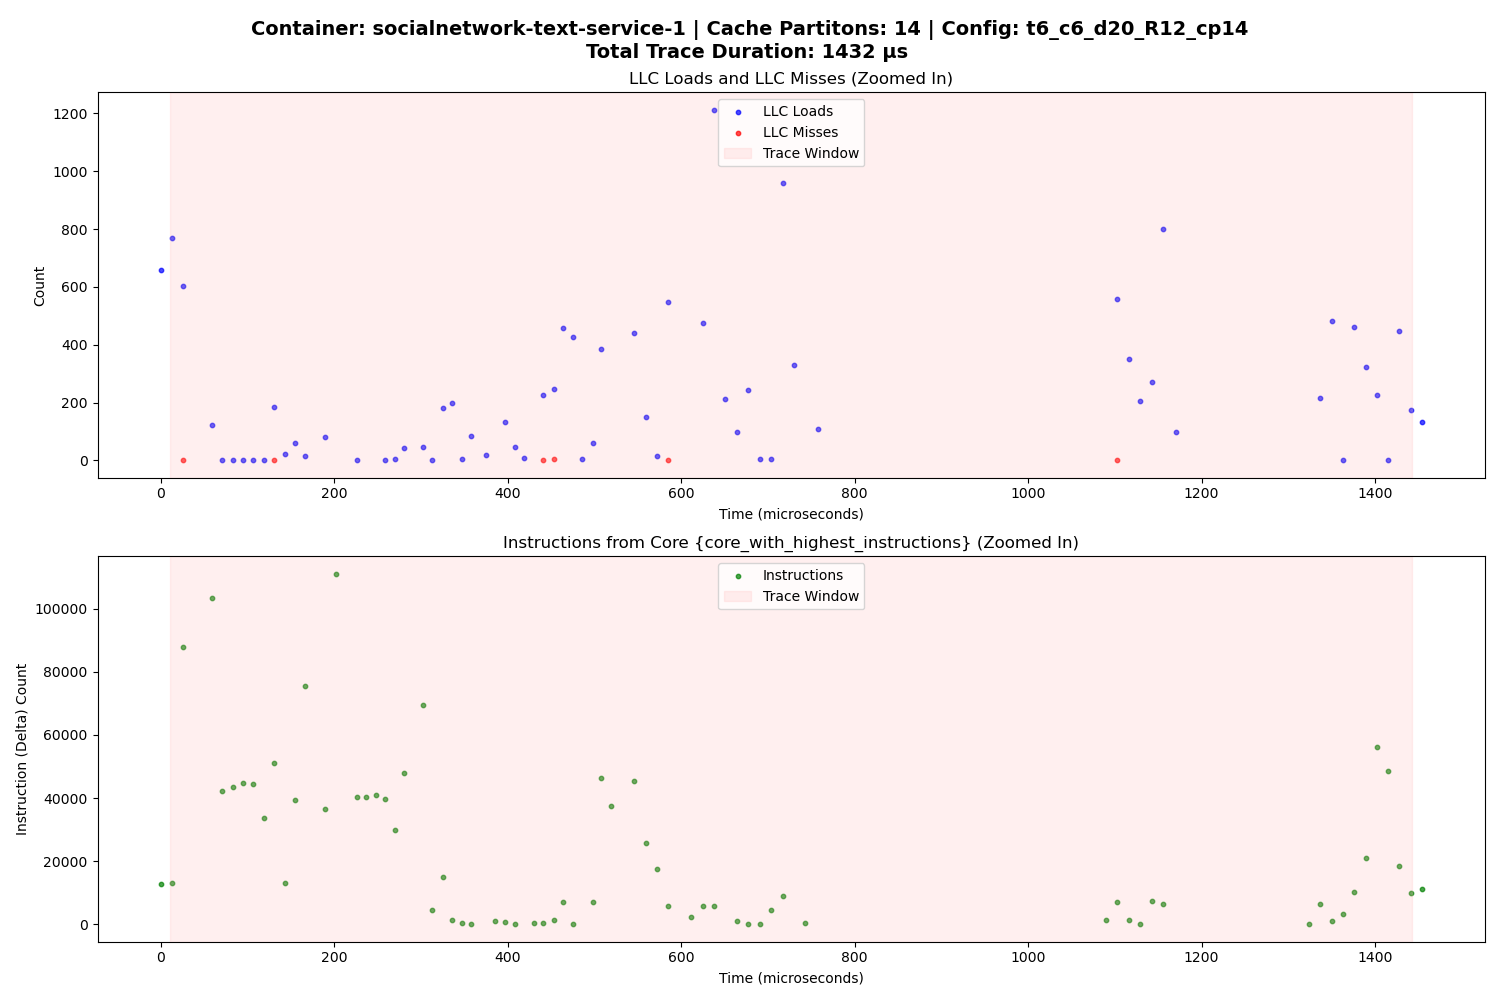 Container: socialnetwork-text-service-1 | Cache Partitons: 14 | Config: t6_c6_d20_R12_cp14
Total Trace Duration: 1432 µs
LLC Loads and LLC Misses (Zoomed In)
1200
1000
800
600
400
200
0
Count
LLC Loads
LLC Misses
Trace Window
0 200 400 600 800 1000 1200 1400
Time (microseconds)
Instructions from Core {core_with_highest_instructions} (Zoomed In)
100000
80000
60000
40000
20000
0
Instruction (Delta) Count
Instructions
Trace Window
0 200 400 600 800 1000 1200 1400
Time (microseconds)